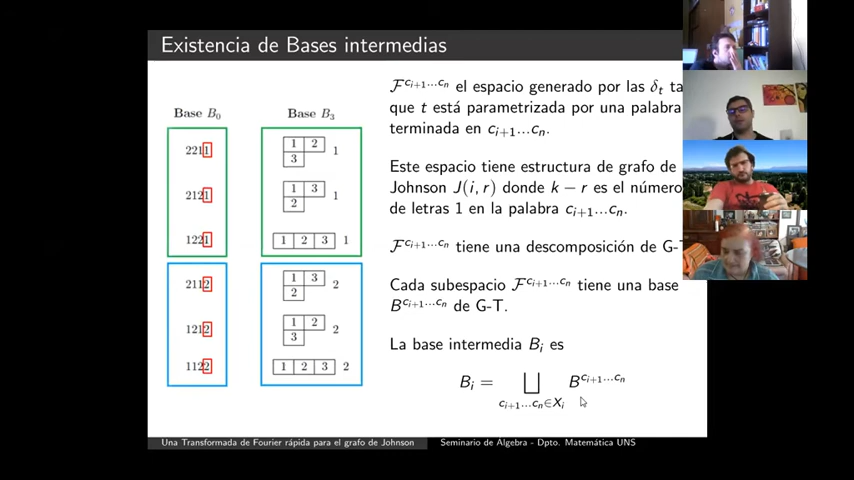 Existencia de Bases intermedias
Base B₀
Base B₃
2211
1 2
3
1
2121
1 3
2
1
1221
1 2 3
1
2112
1 3
2
2
1212
1 2
3
2
1122
1 2 3
2
ℱ^{c_{i+1}...c_n} el espacio generado por las δ_t ta
que t está parametrizada por una palabra
terminada en c_{i+1}...c_n.
Este espacio tiene estructura de grafo de
Johnson J(i, r) donde k − r es el número
de letras 1 en la palabra c_{i+1}...c_n.
ℱ^{c_{i+1}...c_n} tiene una descomposición de G-T
Cada subespacio ℱ^{c_{i+1}...c_n} tiene una base
B^{c_{i+1}...c_n} de G-T.
La base intermedia B_i es
B_i = ⨆_{c_{i+1}...c_n∈X_i} B^{c_{i+1}...c_n}
Una Transformada de Fourier rápida para el grafo de Johnson
Seminario de Álgebra - Dpto. Matemática UNS